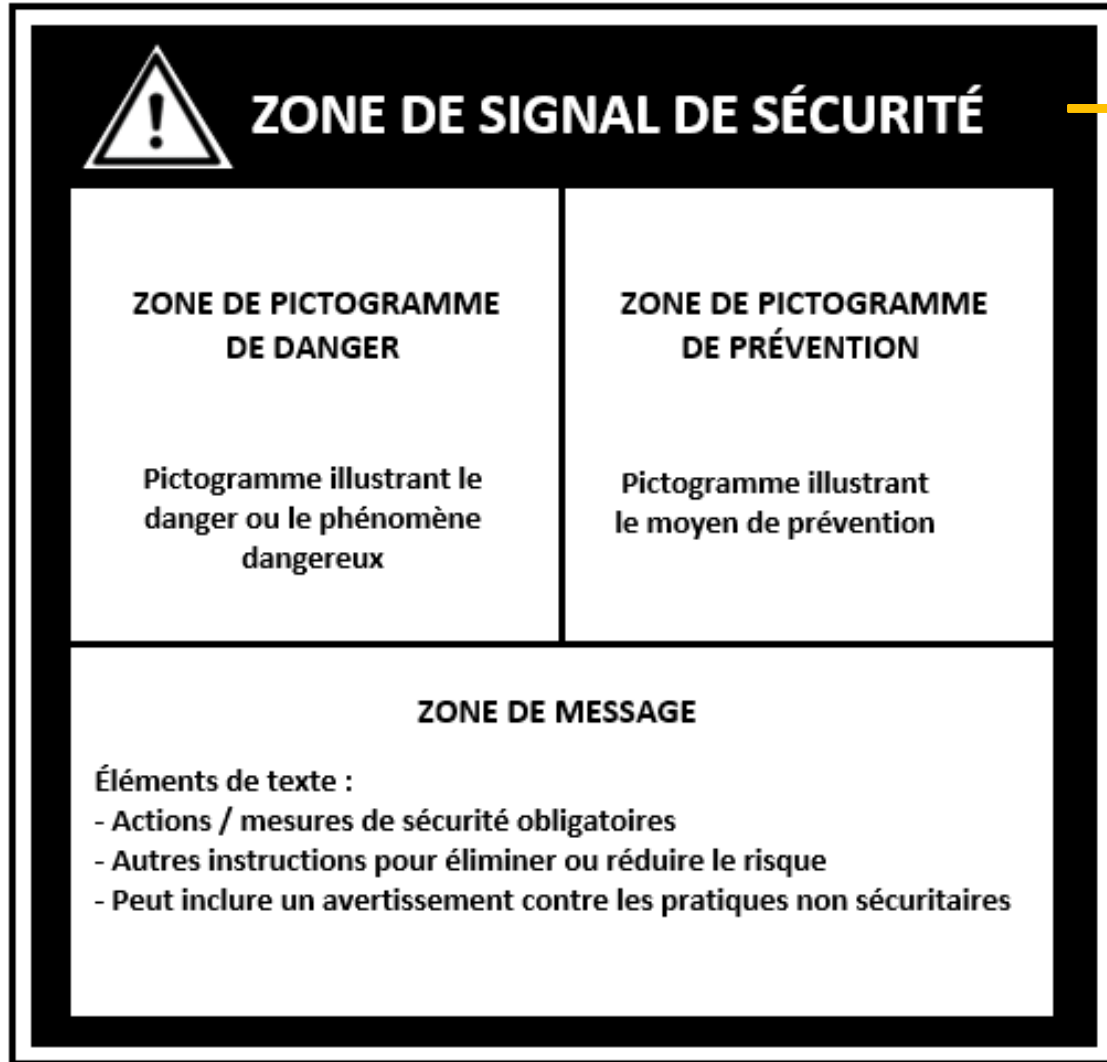 ZONE DE SIGNAL DE SÉCURITÉ
ZONE DE PICTOGRAMME
DE DANGER
Pictogramme illustrant le
danger ou le phénomène
dangereux
ZONE DE PICTOGRAMME
DE PRÉVENTION
Pictogramme illustrant
le moyen de prévention
ZONE DE MESSAGE
Éléments de texte :
- Actions / mesures de sécurité obligatoires
- Autres instructions pour éliminer ou réduire le risque
- Peut inclure un avertissement contre les pratiques non sécuritaires